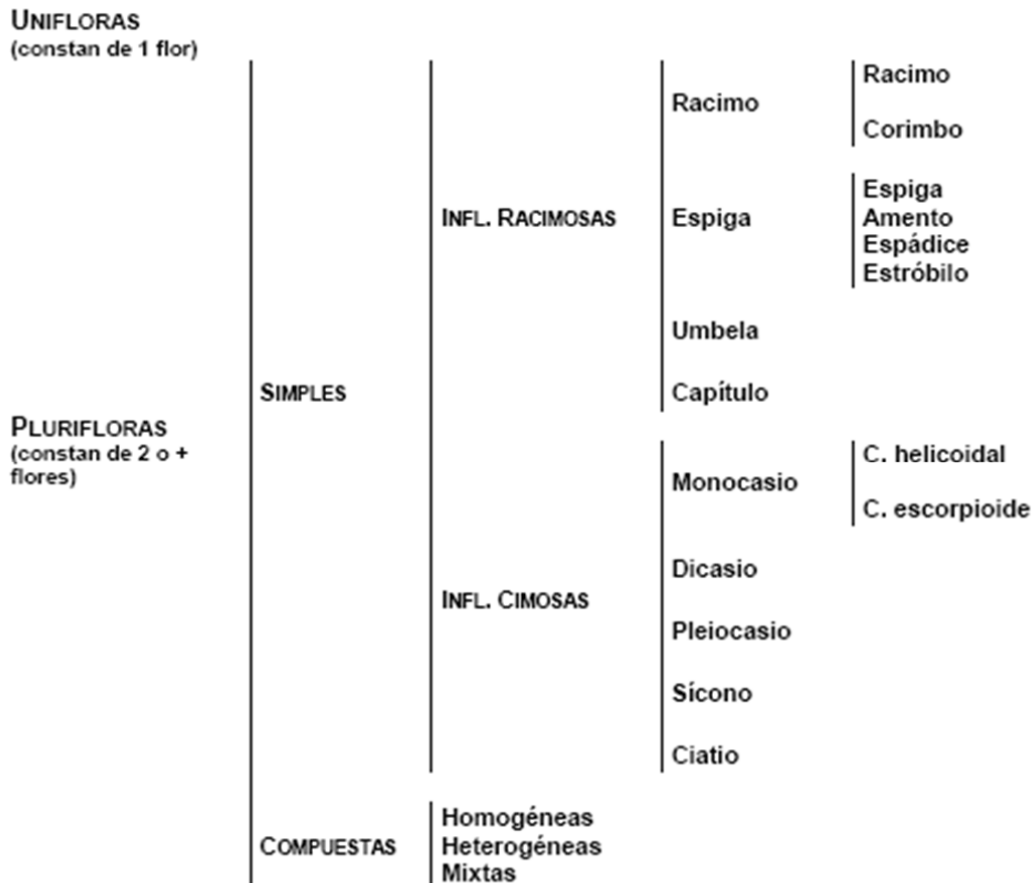 UNIFLORAS
(constan de 1 flor)
Racimo
Racimo
Corimbo
INFL. RACIMOSAS
Espiga
Espiga
Amento
Espádice
Estróbilo
Umbela
SIMPLES
Capítulo
PLURIFLORAS
(constan de 2 o +
flores)
Monocasio
C. helicoidal
C. escorpioide
INFL. CIMOSAS
Dicasio
Pleiocasio
Sícono
Ciatio
COMPUESTAS
Homogéneas
Heterogéneas
Mixtas